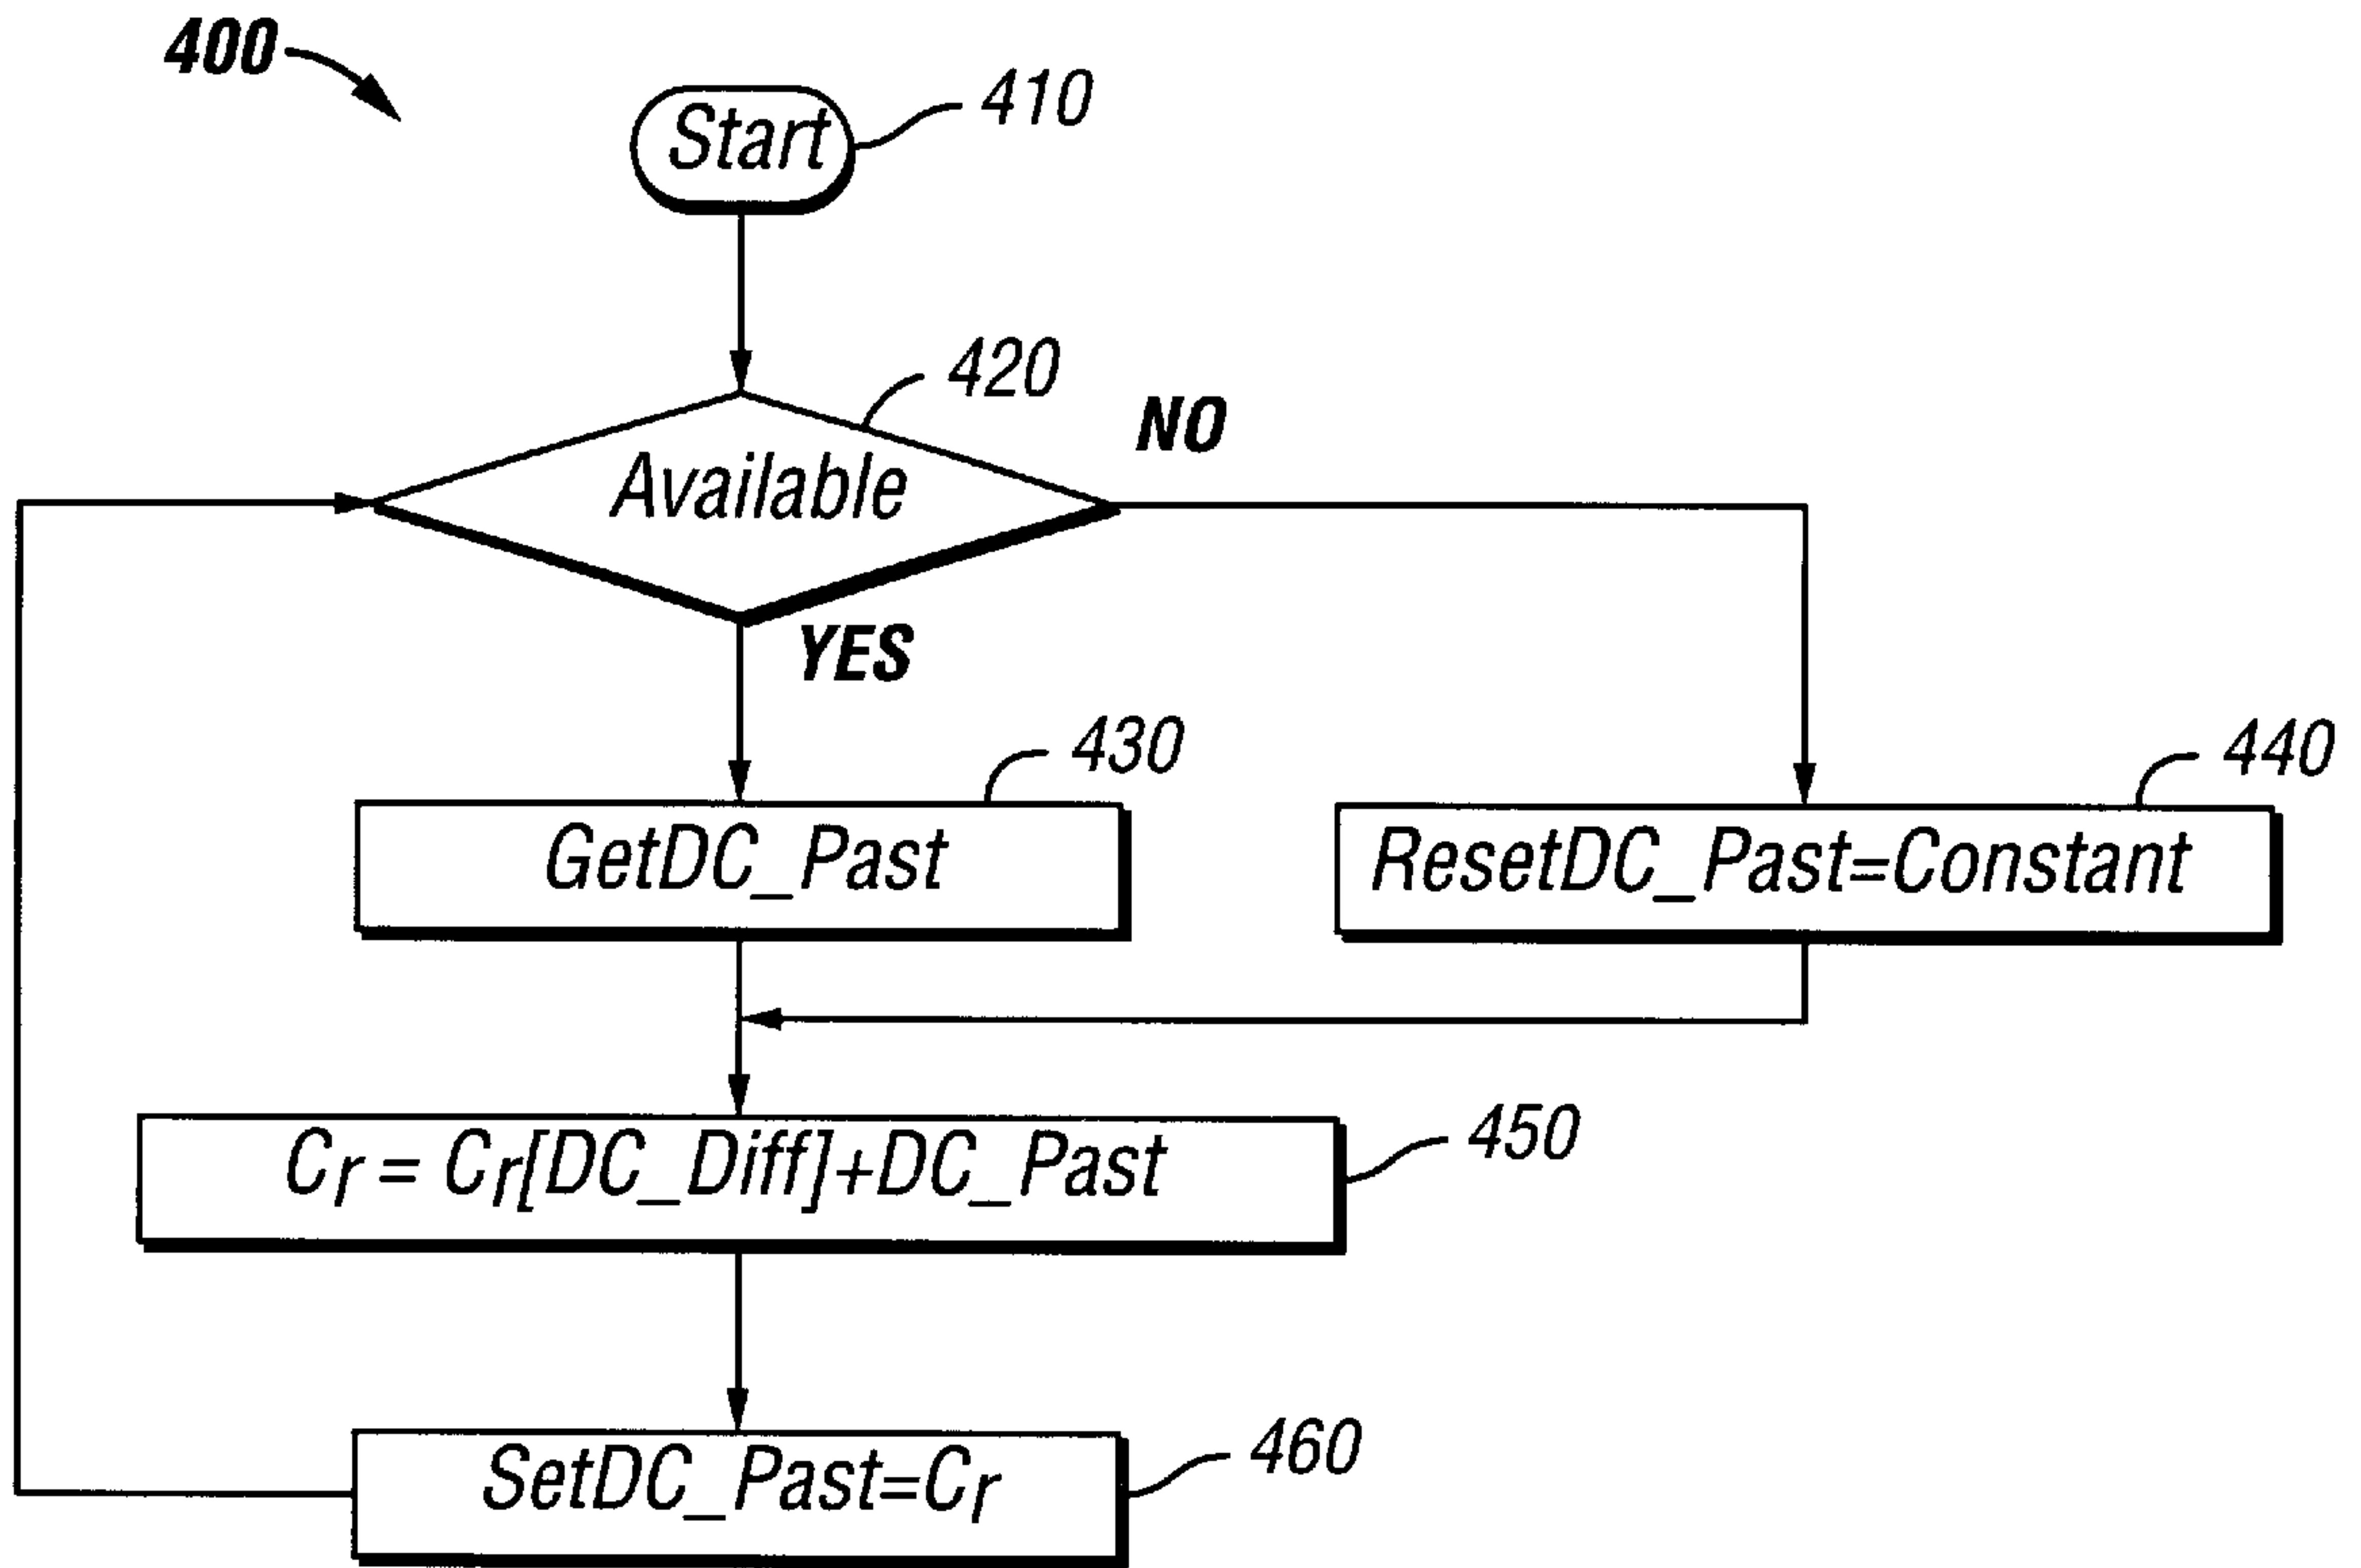 400
Start
410
420
NO
Available
YES
430
440
GetDC_Past
ResetDC_Past=Constant
Cr = Cr[DC_Diff]+DC_Past
450
SetDC_Past=Cr
460